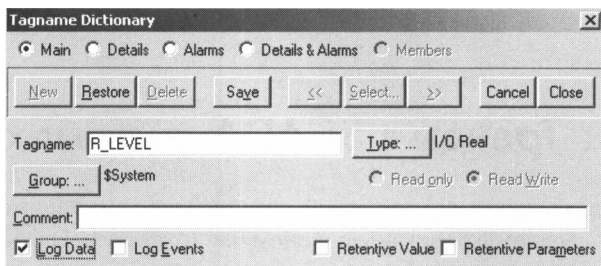 Tagname Dictionary
Main Details Alarms Details & Alarms Members
New Restore Delete Save << Select... >> Cancel Close
Tagname: R_LEVEL Type: ... I/O Real
Group: ... $System Read only Read Write
Comment:
Log Data Log Events Retentive Value Retentive Parameters